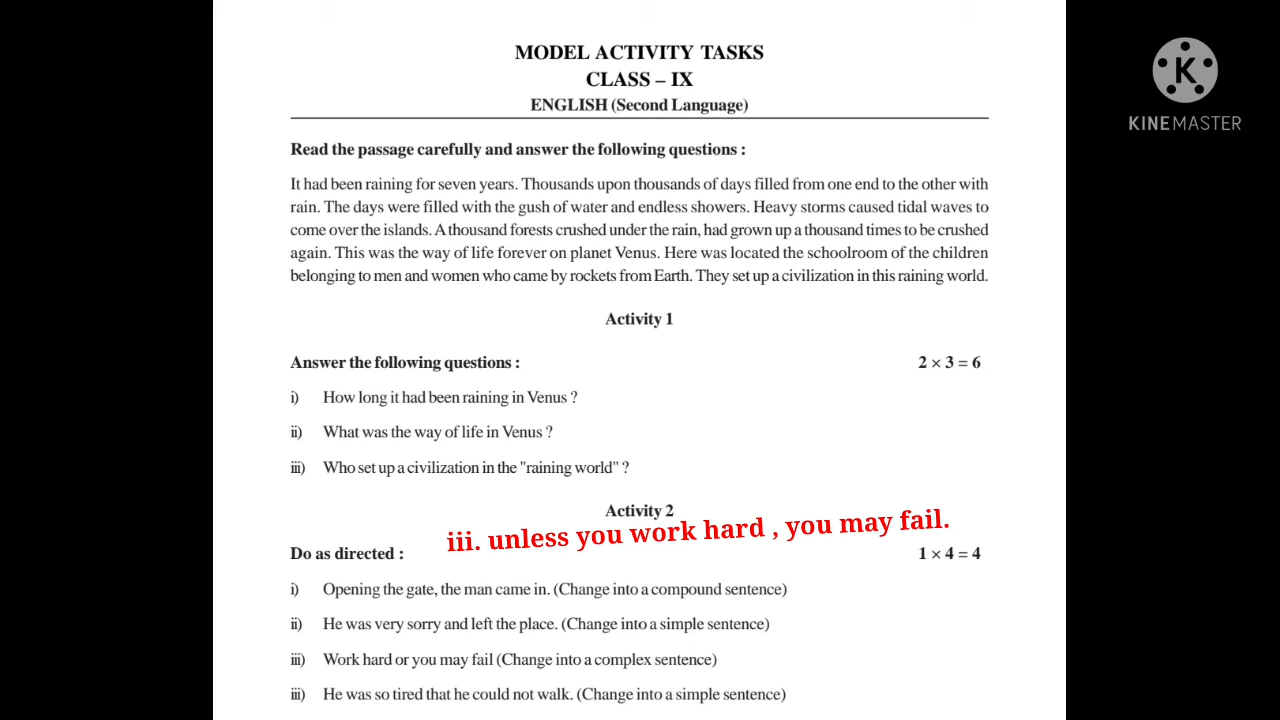 MODEL ACTIVITY TASKS
CLASS – IX
ENGLISH (Second Language)
KINEMASTER
Read the passage carefully and answer the following questions :
It had been raining for seven years. Thousands upon thousands of days filled from one end to the other with
rain. The days were filled with the gush of water and endless showers. Heavy storms caused tidal waves to
come over the islands. A thousand forests crushed under the rain, had grown up a thousand times to be crushed
again. This was the way of life forever on planet Venus. Here was located the schoolroom of the children
belonging to men and women who came by rockets from Earth. They set up a civilization in this raining world.
Activity 1
Answer the following questions : 2 × 3 = 6
i) How long it had been raining in Venus ?
ii) What was the way of life in Venus ?
iii) Who set up a civilization in the "raining world" ?
Activity 2
iii. unless you work hard , you may fail.
Do as directed : 1 × 4 = 4
i) Opening the gate, the man came in. (Change into a compound sentence)
ii) He was very sorry and left the place. (Change into a simple sentence)
iii) Work hard or you may fail (Change into a complex sentence)
iii) He was so tired that he could not walk. (Change into a simple sentence)